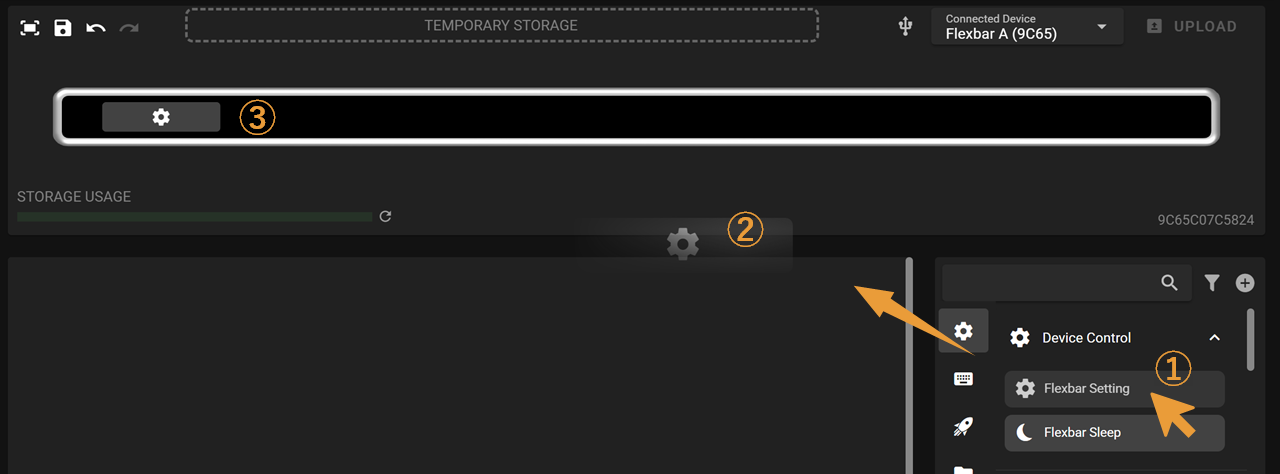 TEMPORARY STORAGE
Connected Device
Flexbar A (9C65)
UPLOAD
③
STORAGE USAGE
9C65C07C5824
②
Device Control
①
Flexbar Setting
Flexbar Sleep